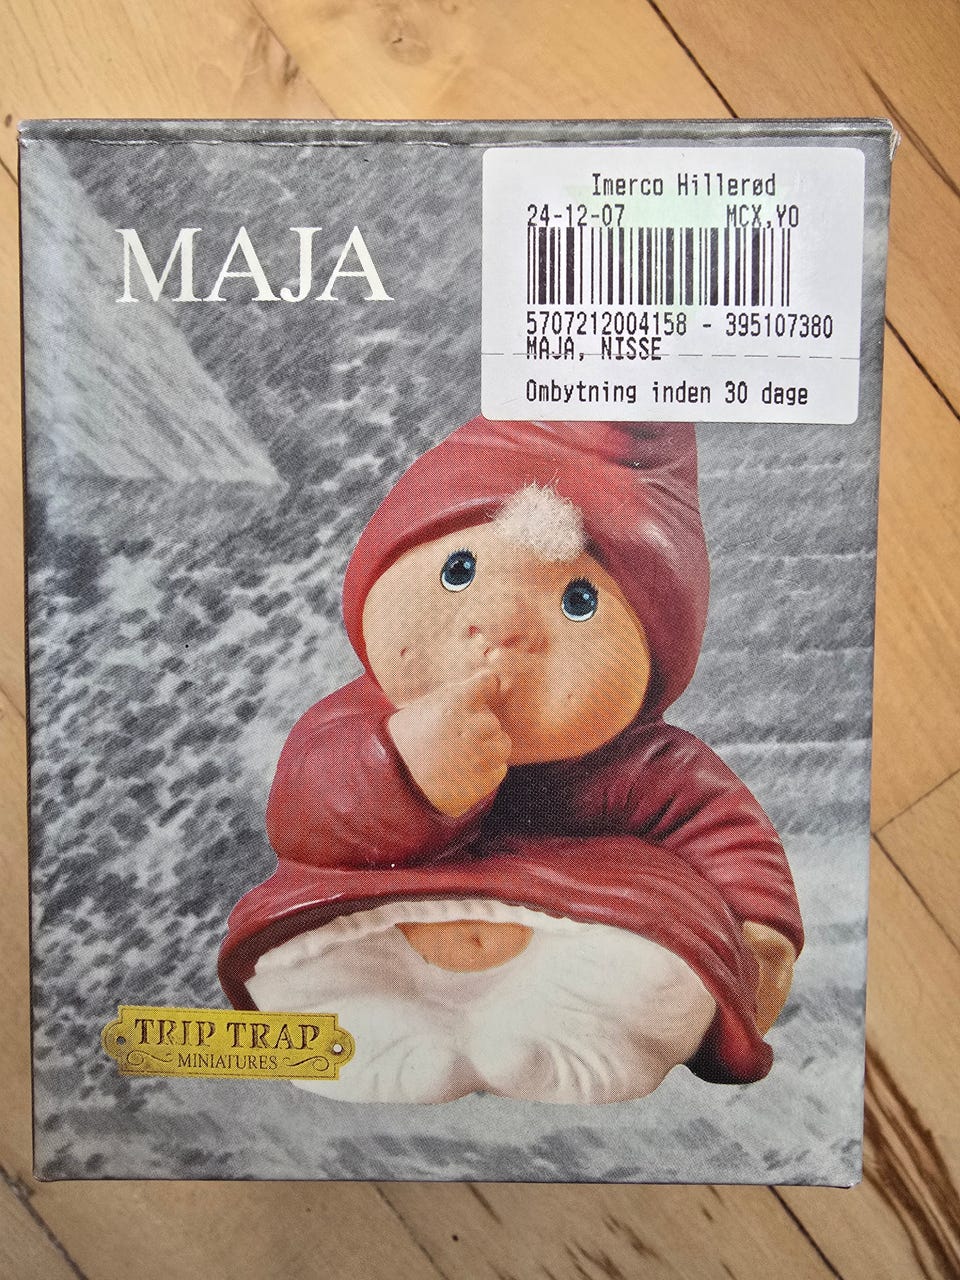 MAJA
Imerco Hillerød
24-12-07 MCX,YO
5707212004158 - 395107380
MAJA, NISSE
Ombytning inden 30 dage
TRIP TRAP
MINIATURES